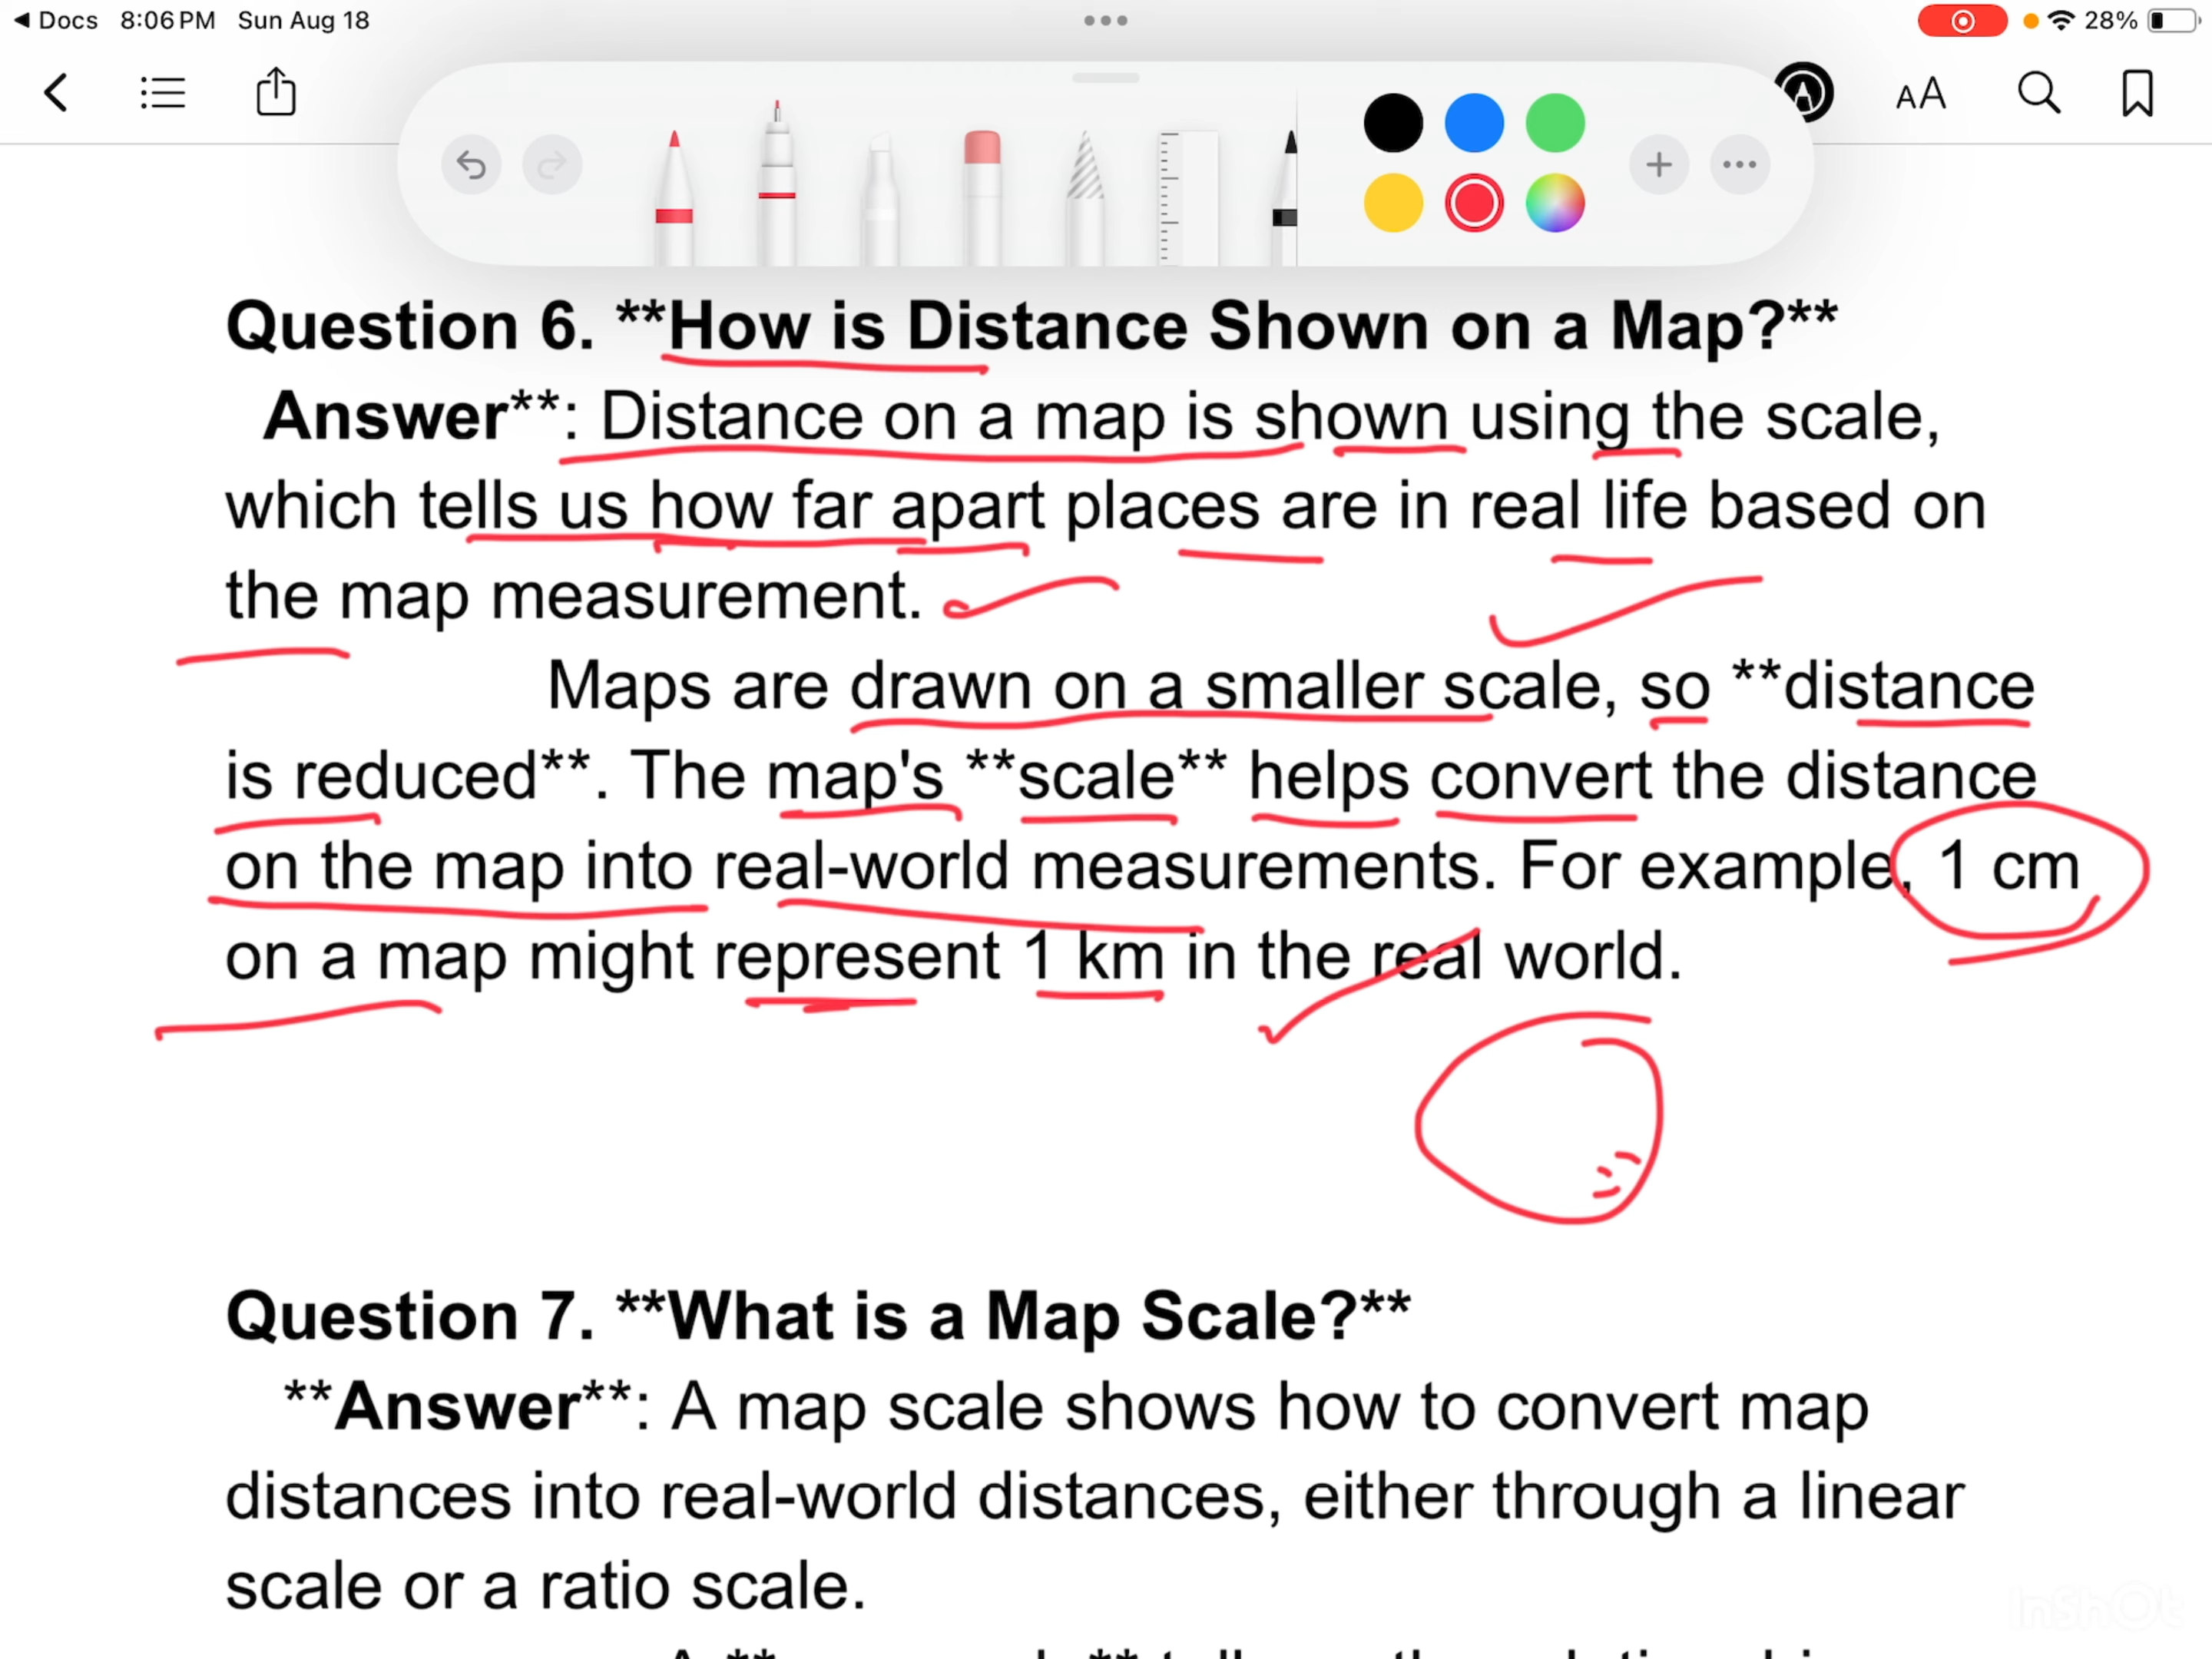 Docs 8:06 PM Sun Aug 18 28%
AA
Question 6. **How is Distance Shown on a Map?**
Answer**: Distance on a map is shown using the scale,
which tells us how far apart places are in real life based on
the map measurement.
Maps are drawn on a smaller scale, so **distance
is reduced**. The map's **scale** helps convert the distance
on the map into real-world measurements. For example, 1 cm
on a map might represent 1 km in the real world.
Question 7. **What is a Map Scale?**
**Answer**: A map scale shows how to convert map
distances into real-world distances, either through a linear
scale or a ratio scale.
InShOt